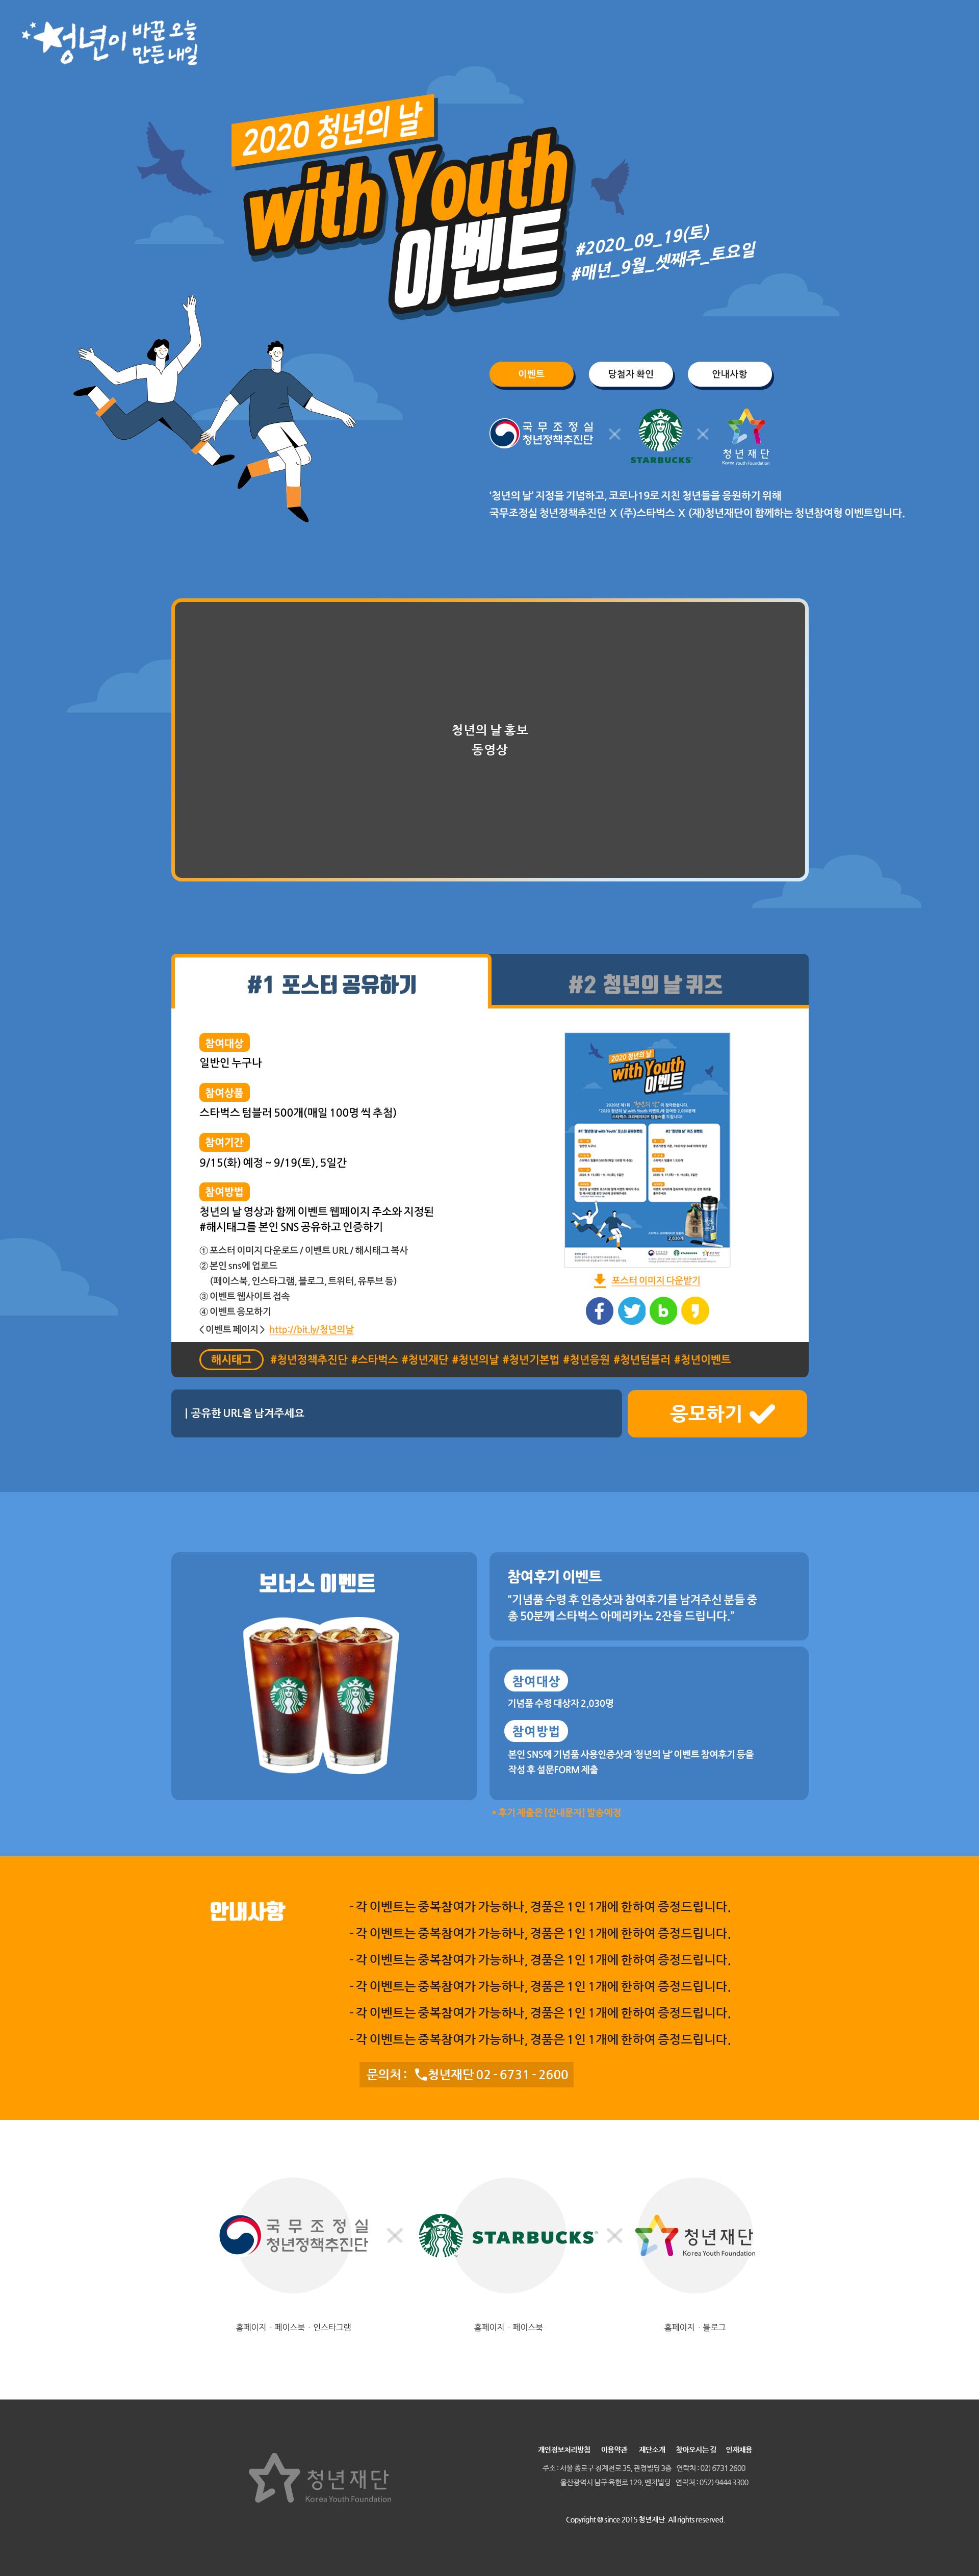 청년이 바꾼 오늘
만든 내일
2020 청년의 날
with Youth
이벤트
#2020_09_19(토)
#매년_9월_셋째주_토요일
이벤트 당첨자 확인 안내사항
국무조정실
청년정책추진단
STARBUCKS
청년재단
Korea Youth Foundation
'청년의 날' 지정을 기념하고, 코로나19로 지친 청년들을 응원하기 위해
국무조정실 청년정책추진단 X (주)스타벅스 X (재)청년재단이 함께하는 청년참여형 이벤트입니다.
청년의 날 홍보
동영상
#1 포스터 공유하기
#2 청년의 날 퀴즈
참여대상
일반인 누구나
참여상품
스타벅스 텀블러 500개(매일 100명 씩 추첨)
참여기간
9/15(화) 예정 ~ 9/19(토), 5일간
참여방법
청년의 날 영상과 함께 이벤트 웹페이지 주소와 지정된
#해시태그를 본인 SNS 공유하고 인증하기
① 포스터 이미지 다운로드 / 이벤트 URL / 해시태그 복사
② 본인 sns에 업로드
(페이스북, 인스타그램, 블로그, 트위터, 유투브 등)
③ 이벤트 웹사이트 접속
④ 이벤트 응모하기
< 이벤트 페이지 > http://bit.ly/청년의날
2020 청년의 날
with Youth
이벤트
포스터 이미지 다운받기
해시태그 #청년정책추진단 #스타벅스 #청년재단 #청년의날 #청년기본법 #청년응원 #청년텀블러 #청년이벤트
| 공유한 URL을 남겨주세요
응모하기
보너스 이벤트
참여후기 이벤트
"기념품 수령 후 인증샷과 참여후기를 남겨주신 분들 중
총 50분께 스타벅스 아메리카노 2잔을 드립니다."
참여대상
기념품 수령 대상자 2,030명
참여방법
본인 SNS에 기념품 사용인증샷과 '청년의 날' 이벤트 참여후기 등을
작성 후 설문FORM 제출
* 후기 제출은 [안내문자] 발송예정
안내사항
- 각 이벤트는 중복참여가 가능하나, 경품은 1인 1개에 한하여 증정드립니다.
- 각 이벤트는 중복참여가 가능하나, 경품은 1인 1개에 한하여 증정드립니다.
- 각 이벤트는 중복참여가 가능하나, 경품은 1인 1개에 한하여 증정드립니다.
- 각 이벤트는 중복참여가 가능하나, 경품은 1인 1개에 한하여 증정드립니다.
- 각 이벤트는 중복참여가 가능하나, 경품은 1인 1개에 한하여 증정드립니다.
- 각 이벤트는 중복참여가 가능하나, 경품은 1인 1개에 한하여 증정드립니다.
문의처 : 청년재단 02 - 6731 - 2600
국무조정실
청년정책추진단
STARBUCKS
청년재단
Korea Youth Foundation
홈페이지 · 페이스북 · 인스타그램
홈페이지 · 페이스북
홈페이지 · 블로그
청년재단
Korea Youth Foundation
개인정보처리방침 이용약관 재단소개 찾아오시는 길 인재채용
주소 : 서울 종로구 청계천로 35, 관정빌딩 3층 연락처 : 02) 6731 2600
울산광역시 남구 옥현로 129, 벤처빌딩 연락처 : 052) 9444 3300
Copyright @ since 2015 청년재단. All rights reserved.